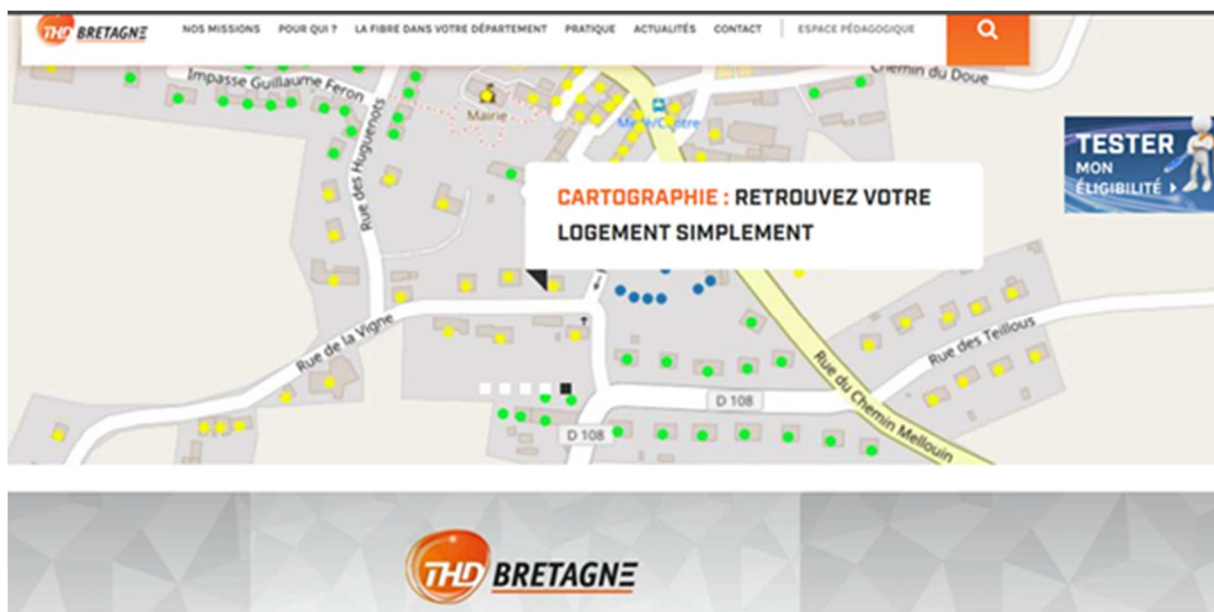 THD BRETAGNE
NOS MISSIONS POUR QUI ? LA FIBRE DANS VOTRE DÉPARTEMENT PRATIQUE ACTUALITÉS CONTACT ESPACE PÉDAGOGIQUE
Impasse Guillaume Feron
Chemin du Doue
Mairie
Rue des Huguenots
TESTER
MON
ÉLIGIBILITÉ
CARTOGRAPHIE : RETROUVEZ VOTRE
LOGEMENT SIMPLEMENT
Rue de la Vigne
Rue des Teillous
Rue du Chemin Mellouin
D 108
D 108
THD BRETAGNE